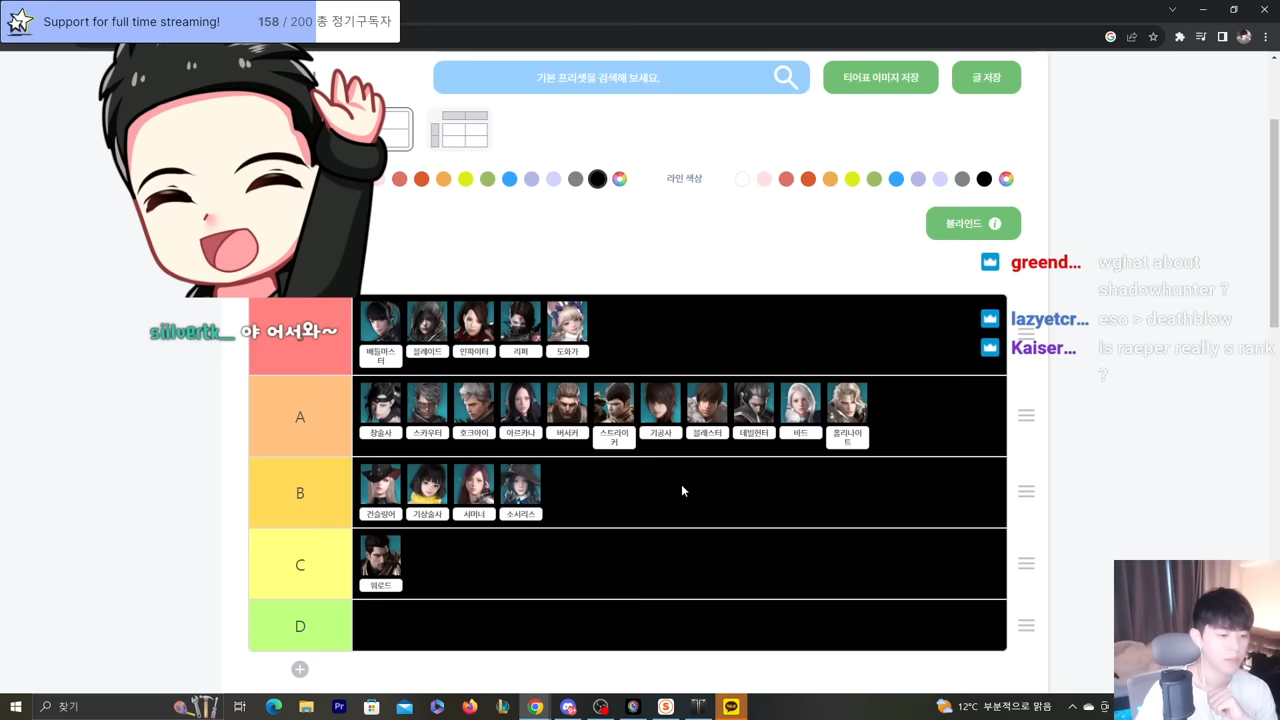 Support for full time streaming!
158 / 200 총 정기구독자
기본 프리셋을 검색해 보세요.
티어표 이미지 저장
글 저장
라인 색상
블라인드 i
greend... wghat about
shadowhunter ?
siilvertk__ 야 어서와~
lazyetcr... eso > deathblow
Kaiser... is raeper really s rank
?
배틀마스
터
블레이드
인파이터
리퍼
도화가
A
창술사
스카우터
호크아이
아르카나
버서커
스트라이
커
기공사
블래스터
데빌헌터
바드
홀리나이
트
B
건슬링어
기상술사
서머너
소서리스
C
워로드
D
찾기
Pr
12°C 부분적으로 맑음